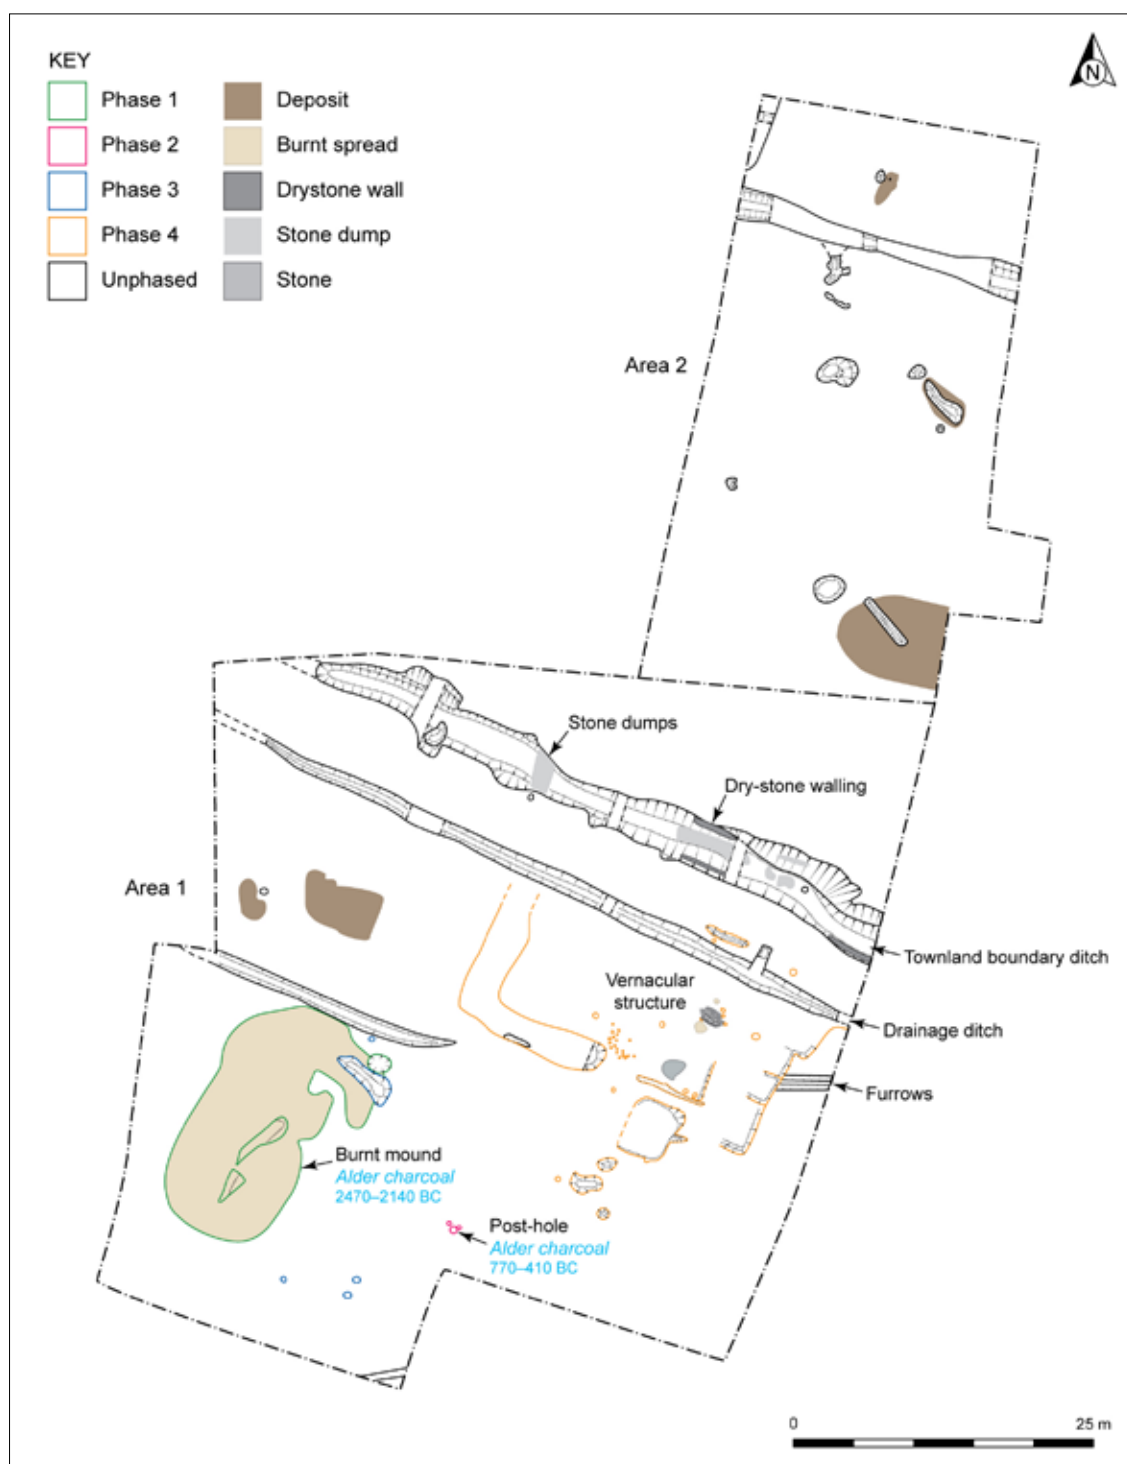 KEY
Phase 1
Phase 2
Phase 3
Phase 4
Unphased
Deposit
Burnt spread
Drystone wall
Stone dump
Stone
N
Area 2
Stone dumps
Dry-stone walling
Area 1
Townland boundary ditch
Vernacular
structure
Drainage ditch
Furrows
Burnt mound
Alder charcoal
2470–2140 BC
Post-hole
Alder charcoal
770–410 BC
0
25 m